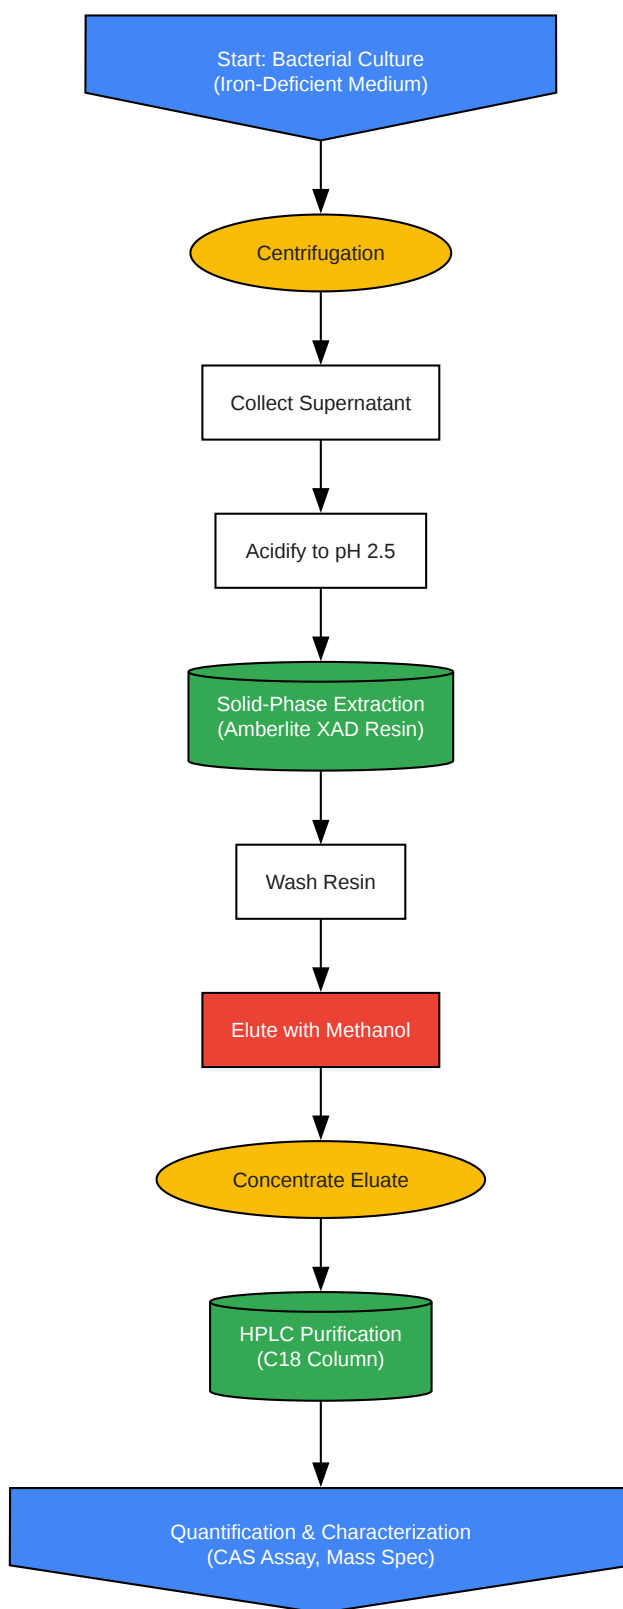 Start: Bacterial Culture
(Iron-Deficient Medium)
Centrifugation
Collect Supernatant
Acidify to pH 2.5
Solid-Phase Extraction
(Amberlite XAD Resin)
Wash Resin
Elute with Methanol
Concentrate Eluate
HPLC Purification
(C18 Column)
Quantification & Characterization
(CAS Assay, Mass Spec)